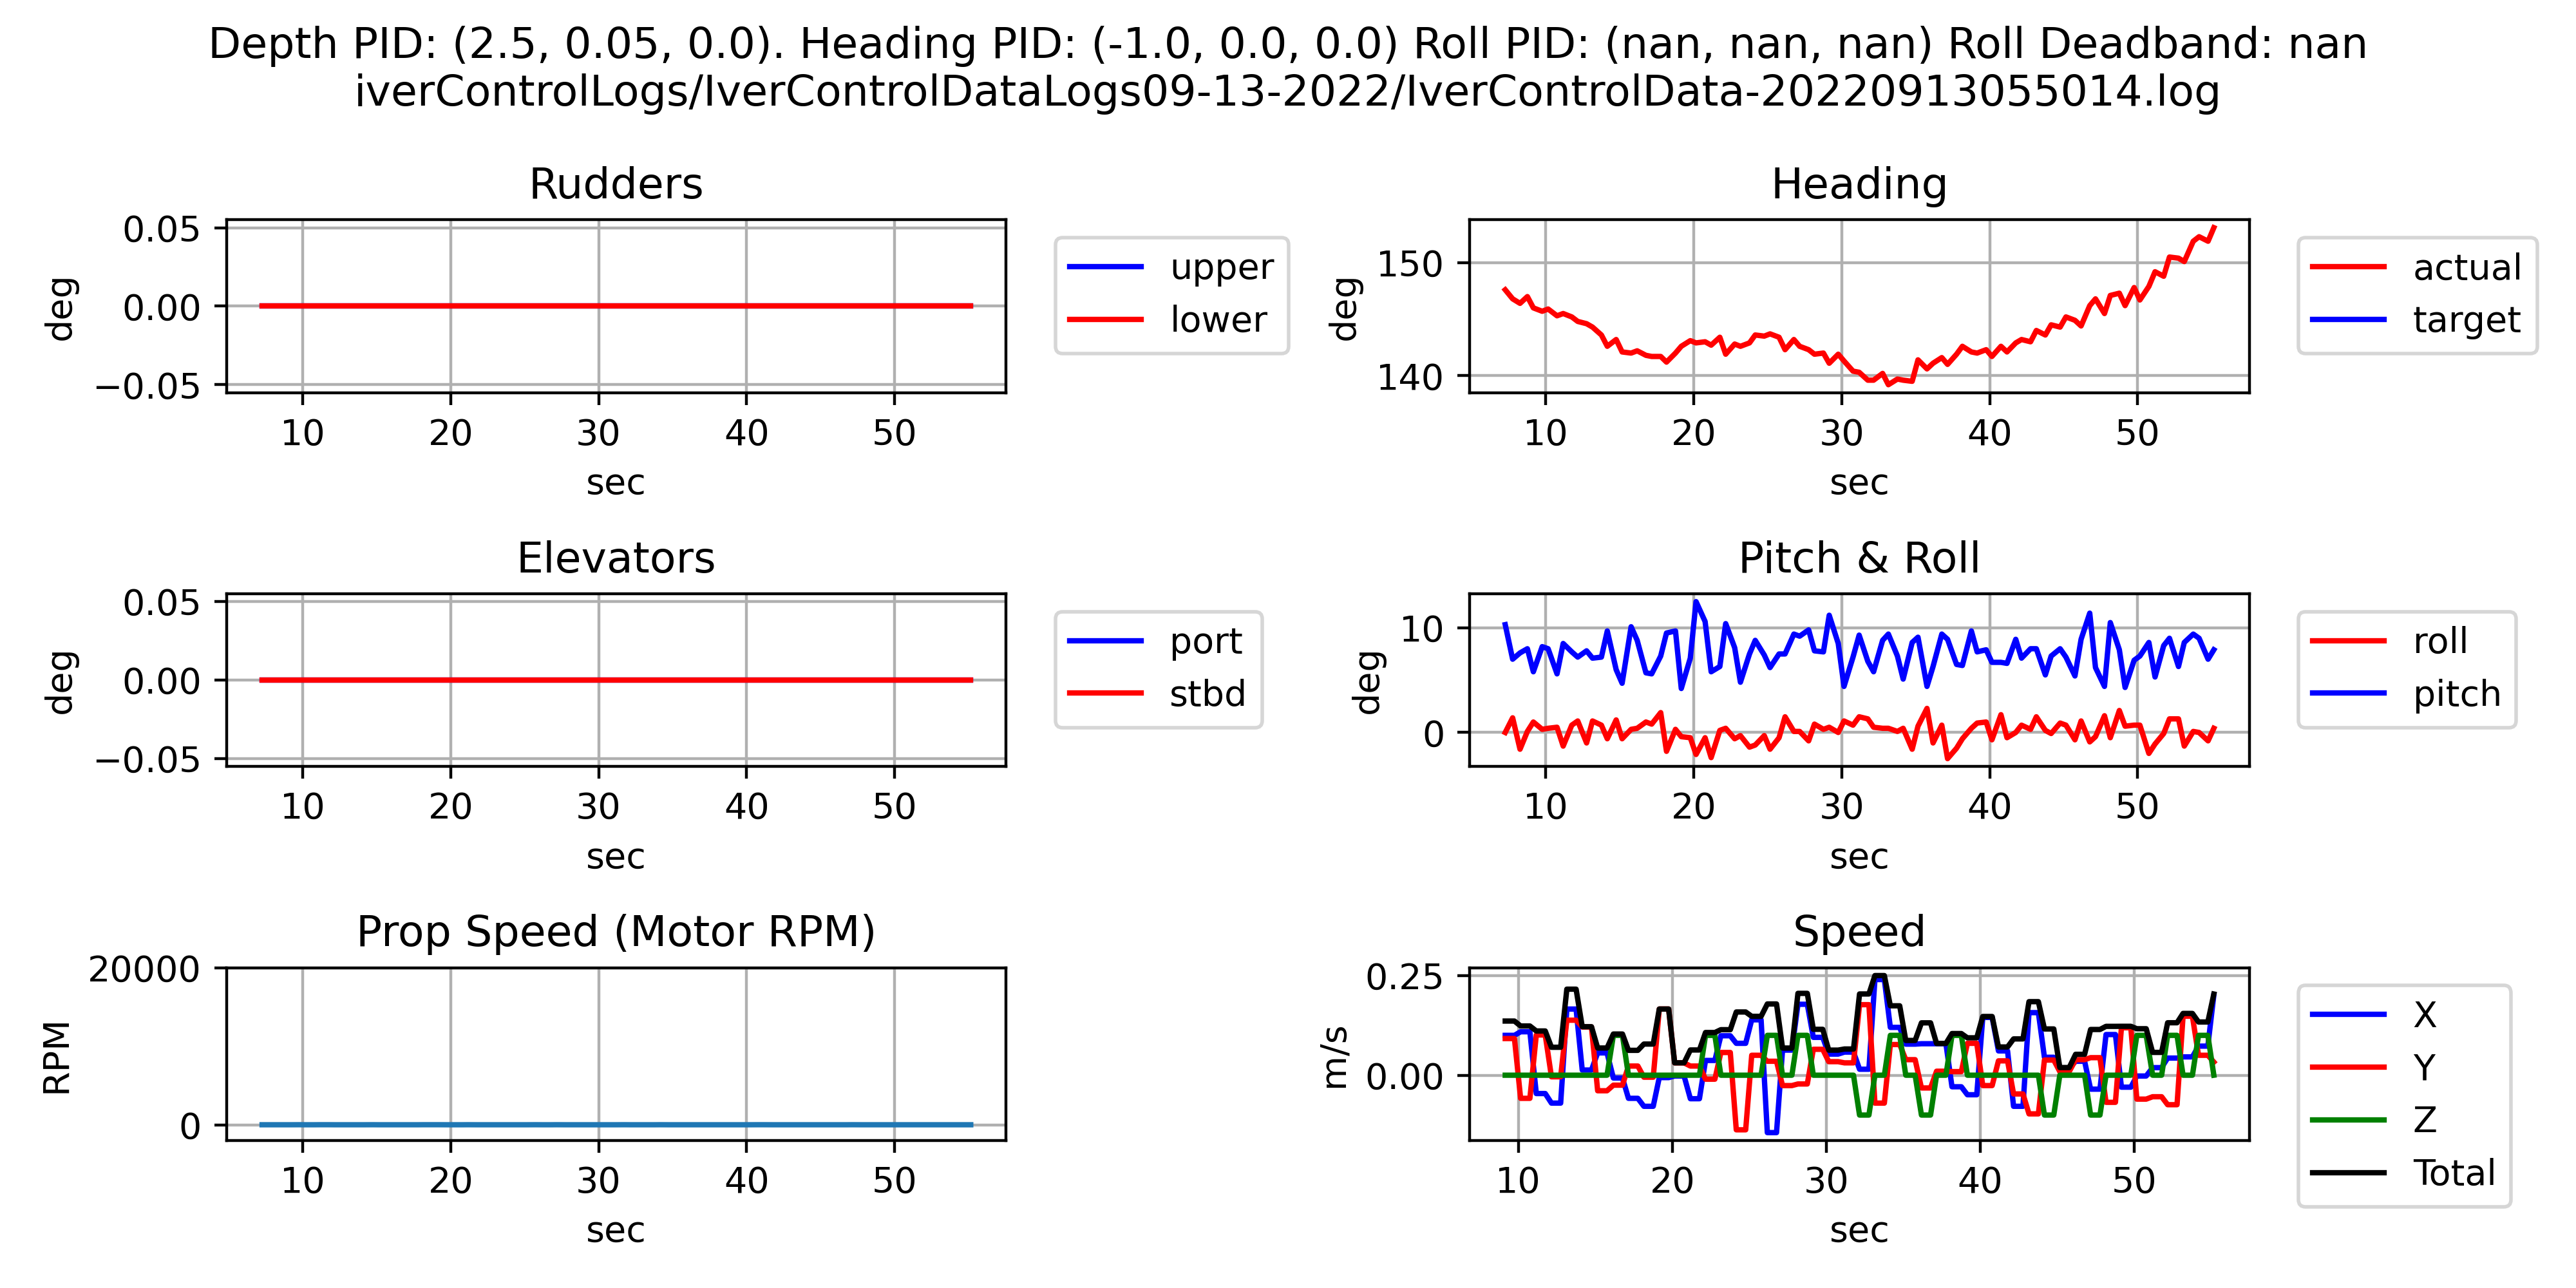 Depth PID: (2.5, 0.05, 0.0). Heading PID: (-1.0, 0.0, 0.0) Roll PID: (nan, nan, nan) Roll Deadband: nan
iverControlLogs/IverControlDataLogs09-13-2022/IverControlData-20220913055014.log
Rudders
0.05
0.00
−0.05
deg
10 20 30 40 50
sec
upper
lower
Heading
150
140
deg
10 20 30 40 50
sec
actual
target
Elevators
0.05
0.00
−0.05
deg
10 20 30 40 50
sec
port
stbd
Pitch & Roll
10
0
deg
10 20 30 40 50
sec
roll
pitch
Prop Speed (Motor RPM)
20000
0
RPM
10 20 30 40 50
sec
Speed
0.25
0.00
m/s
10 20 30 40 50
sec
X
Y
Z
Total